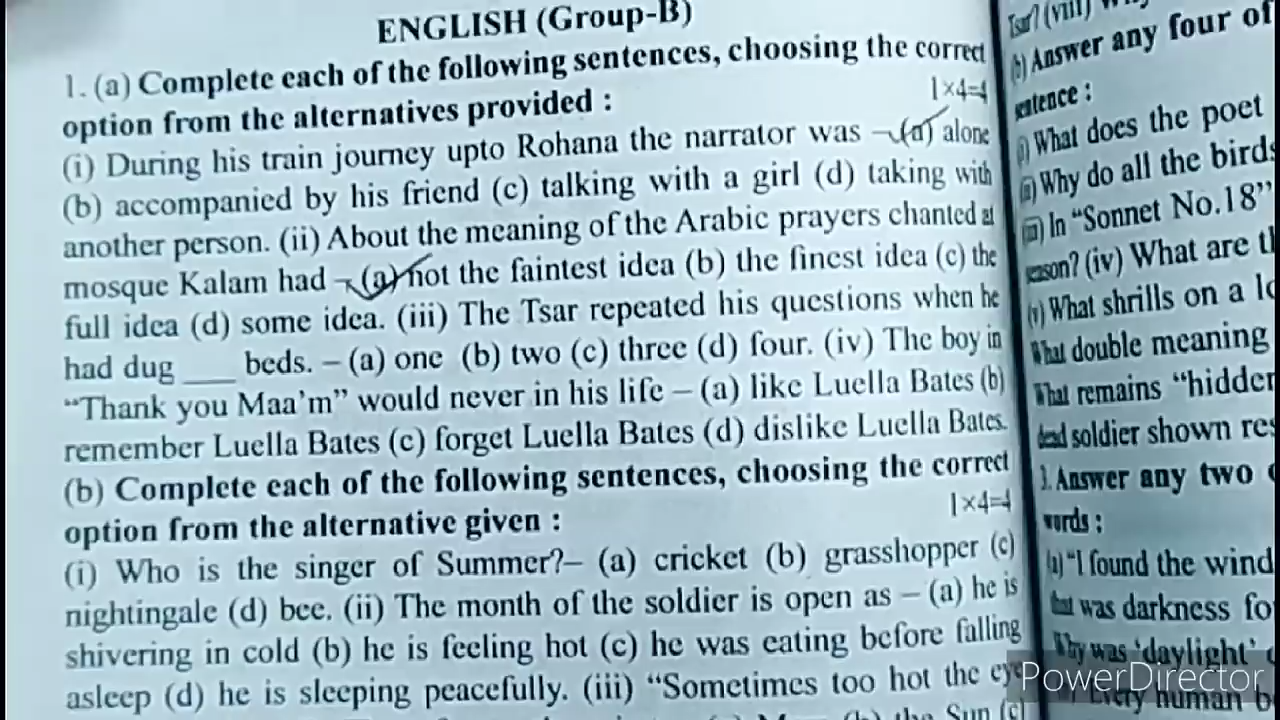 ENGLISH (Group-B)
1. (a) Complete each of the following sentences, choosing the correct
option from the alternatives provided :
1×4=4
(i) During his train journey upto Rohana the narrator was – (a) alone
(b) accompanied by his friend (c) talking with a girl (d) taking with
another person. (ii) About the meaning of the Arabic prayers chanted at
mosque Kalam had – (a) not the faintest idea (b) the finest idea (c) the
full idea (d) some idea. (iii) The Tsar repeated his questions when he
had dug ___ beds. – (a) one (b) two (c) three (d) four. (iv) The boy in
“Thank you Maa’m” would never in his life – (a) like Luella Bates (b)
remember Luella Bates (c) forget Luella Bates (d) dislike Luella Bates.
(b) Complete each of the following sentences, choosing the correct
option from the alternative given :
1×4=4
(i) Who is the singer of Summer?– (a) cricket (b) grasshopper (c)
nightingale (d) bee. (ii) The month of the soldier is open as – (a) he is
shivering in cold (b) he is feeling hot (c) he was eating before falling
asleep (d) he is sleeping peacefully. (iii) “Sometimes too hot the eye
(b) the Sun (c)
Tsar? (viii)
(b) Answer any four of
sentence :
(i) What does the poet
(ii) Why do all the birds
(iii) In “Sonnet No.18”
season? (iv) What are
(v) What shrills on a
What double meaning
What remains “hidden
dead soldier shown
3. Answer any two
words :
(a) “I found the wind
that was darkness
Why was ‘daylight’
Every human
PowerDirector